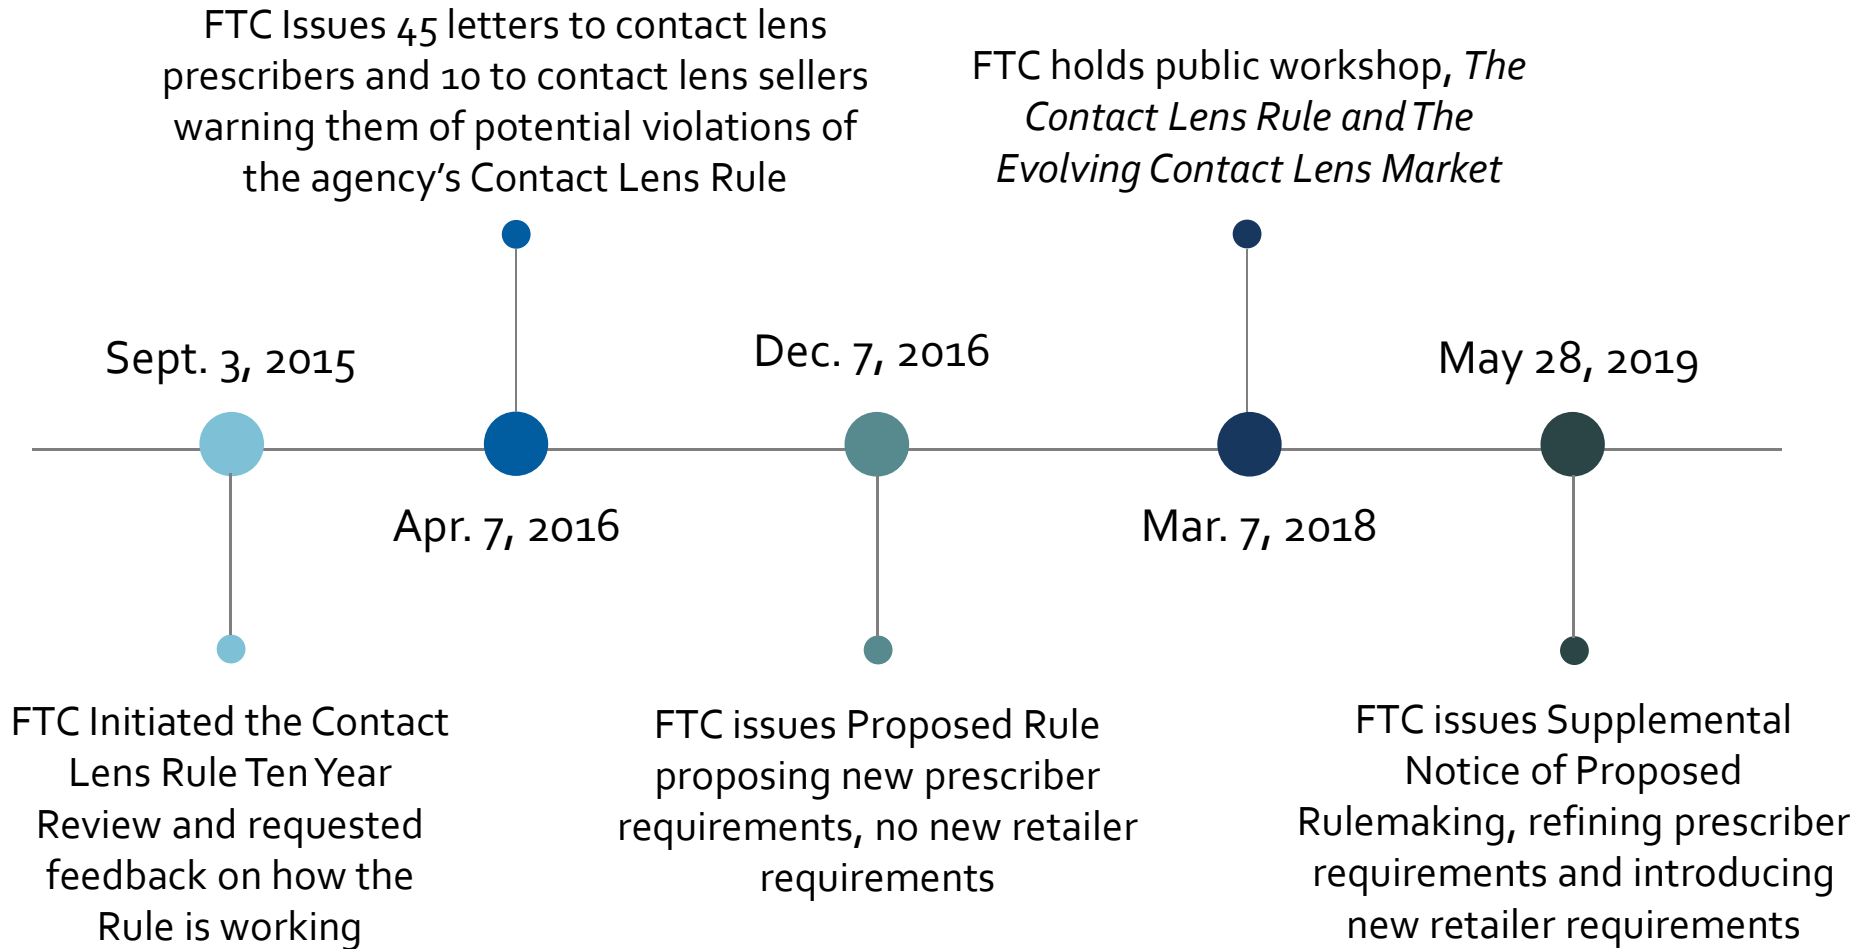 FTC Issues 45 letters to contact lens
prescribers and 10 to contact lens sellers
warning them of potential violations of
the agency's Contact Lens Rule
FTC holds public workshop, The
Contact Lens Rule and The
Evolving Contact Lens Market
Sept. 3, 2015
Dec. 7, 2016
May 28, 2019
Apr. 7, 2016
Mar. 7, 2018
FTC Initiated the Contact
Lens Rule Ten Year
Review and requested
feedback on how the
Rule is working
FTC issues Proposed Rule
proposing new prescriber
requirements, no new retailer
requirements
FTC issues Supplemental
Notice of Proposed
Rulemaking, refining prescriber
requirements and introducing
new retailer requirements